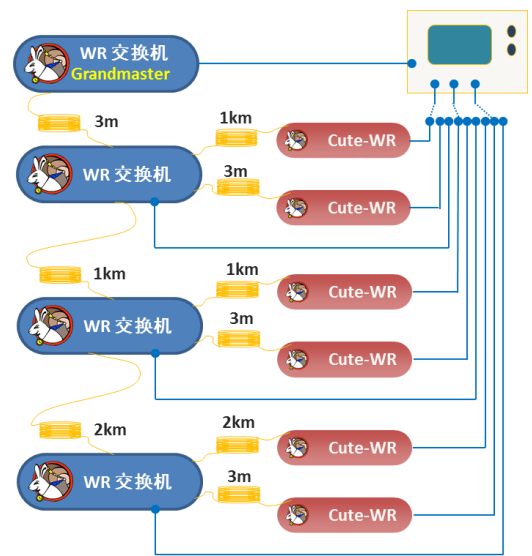 WR 交换机
Grandmaster
3m
1km
Cute-WR
WR 交换机
3m
Cute-WR
1km
1km
Cute-WR
WR 交换机
3m
Cute-WR
2km
2km
Cute-WR
WR 交换机
3m
Cute-WR